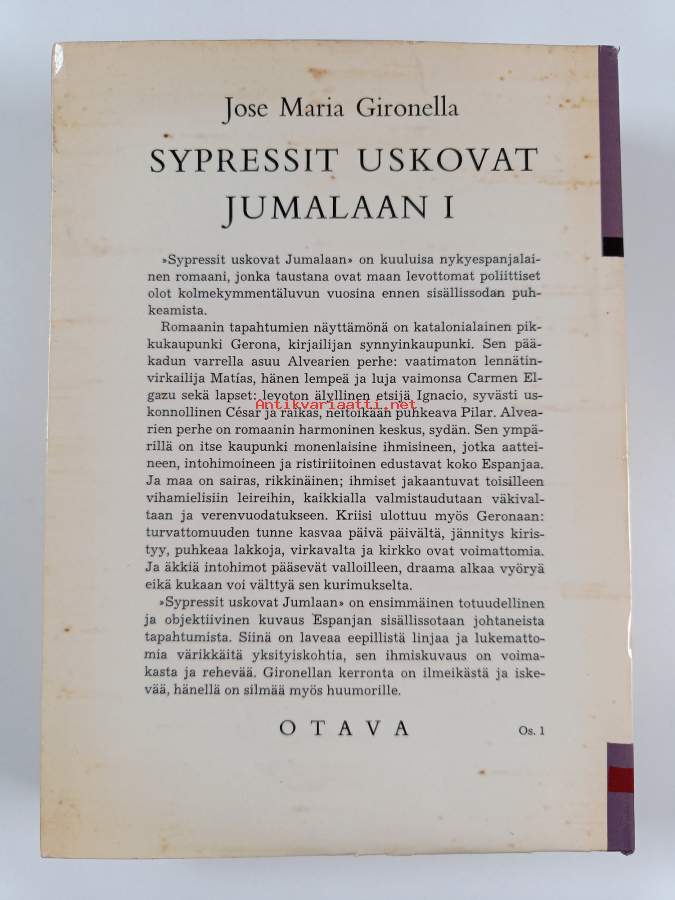 Jose Maria Gironella
SYPRESSIT USKOVAT
JUMALAAN I
»Sypressit uskovat Jumalaan» on kuuluisa nykyespanjalai-
nen romaani, jonka taustana ovat maan levottomat poliittiset
olot kolmekymmentäluvun vuosina ennen sisällissodan puh-
keamista.
Romaanin tapahtumien näyttämönä on katalonialainen pik-
kukaupunki Gerona, kirjailijan synnyinkaupunki. Sen pää-
kadun varrella asuu Alvearien perhe: vaatimaton lennätin-
virkailija Matías, hänen lempeä ja luja vaimonsa Carmen El-
gazu sekä lapset: levoton älyllinen etsijä Ignacio, syvästi us-
Antikvariaatti.net
konnollinen César ja raikas, neitoikään puhkeava Pilar. Alvea-
rien perhe on romaanin harmoninen keskus, sydän. Sen ympä-
rillä on itse kaupunki monenlaisine ihmisineen, jotka aattei-
neen, intohimoineen ja ristiriitoineen edustavat koko Espanjaa.
Ja maa on sairas, rikkinäinen; ihmiset jakaantuvat toisilleen
vihamielisiin leireihin, kaikkialla valmistaudutaan väkival-
taan ja verenvuodatukseen. Kriisi ulottuu myös Geronaan:
turvattomuuden tunne kasvaa päivä päivältä, jännitys kiris-
tyy, puhkeaa lakkoja, virkavalta ja kirkko ovat voimattomia.
Ja äkkiä intohimot pääsevät valloilleen, draama alkaa vyöryä
eikä kukaan voi välttyä sen kurimukselta.
»Sypressit uskovat Jumlaan» on ensimmäinen totuudellinen
ja objektiivinen kuvaus Espanjan sisällissotaan johtaneista
tapahtumista. Siinä on laveaa eepillistä linjaa ja lukematto-
mia värikkäitä yksityiskohtia, sen ihmiskuvaus on voima-
kasta ja rehevää. Gironellan kerronta on ilmeikästä ja iske-
vää, hänellä on silmää myös huumorille.
OTAVA
Os. 1